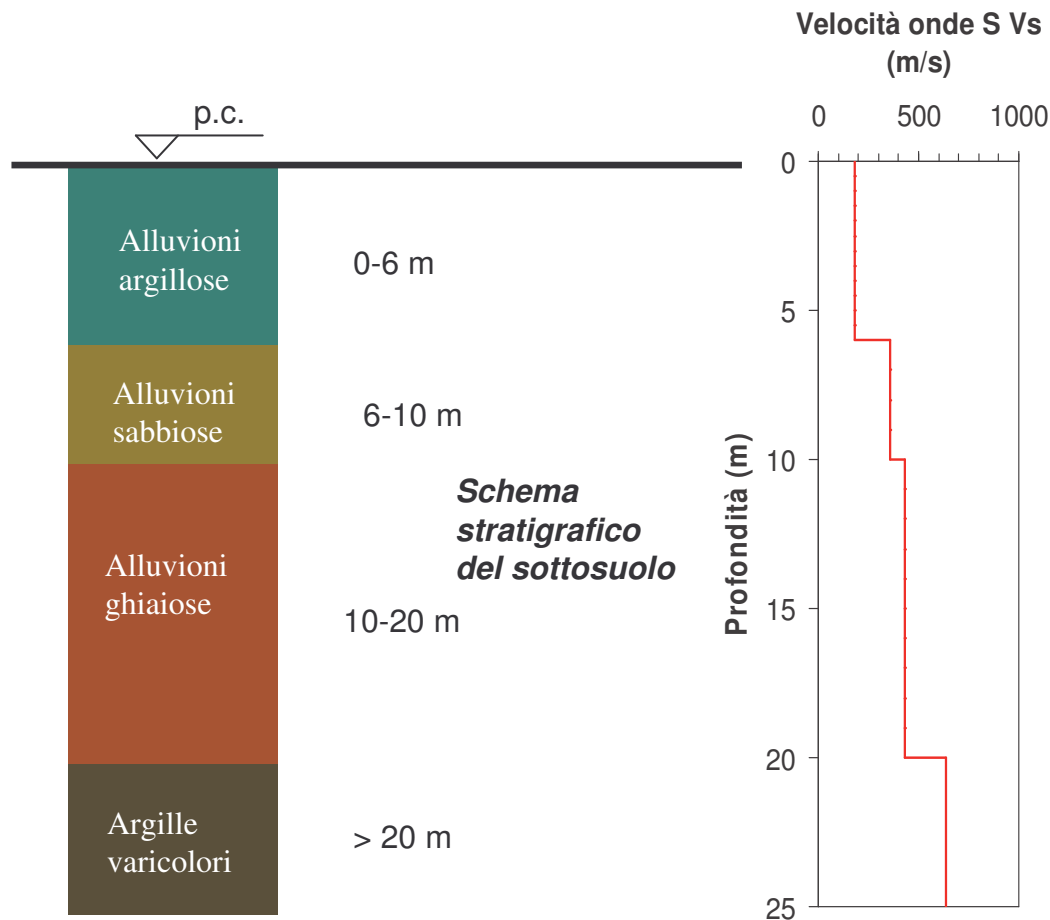 Velocità onde S Vs
(m/s)
p.c.
0 500 1000
0
Alluvioni
argillose
0-6 m
5
Alluvioni
sabbiose
6-10 m
10
Schema
stratigrafico
del sottosuolo
Profondità (m)
Alluvioni
ghiaiose
10-20 m
15
20
Argille
varicolori
> 20 m
25